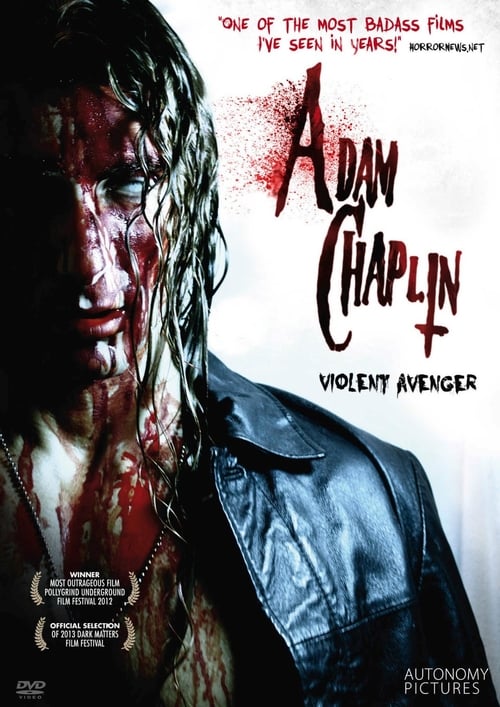 "ONE OF THE MOST BADASS FILMS
I'VE SEEN IN YEARS!" HORRORNEWS.NET
ADAM
CHAPLIN
VIOLENT AVENGER
WINNER
MOST OUTRAGEOUS FILM
POLLYGRIND UNDERGROUND
FILM FESTIVAL 2012
OFFICIAL SELECTION
OF 2013 DARK MATTERS
FILM FESTIVAL
DVD
VIDEO
AUTONOMY
PICTURES